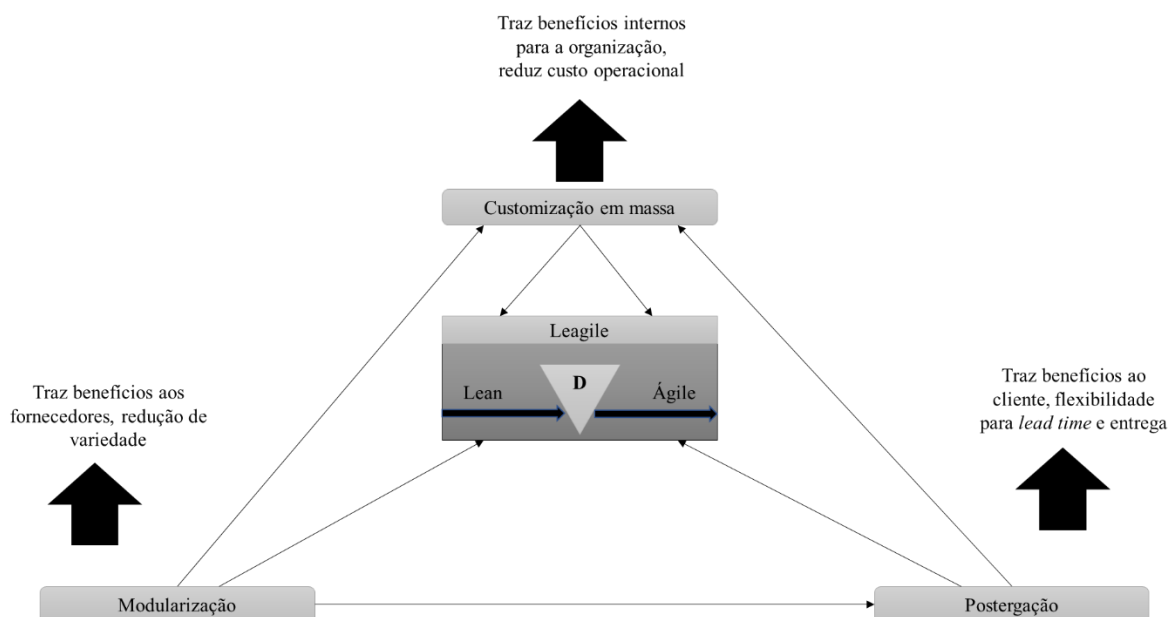 Traz benefícios internos
para a organização,
reduz custo operacional
Customização em massa
Leagile
Lean
D
Ágile
Traz benefícios aos
fornecedores, redução de
variedade
Traz benefícios ao
cliente, flexibilidade
para lead time e entrega
Modularização
Postergação